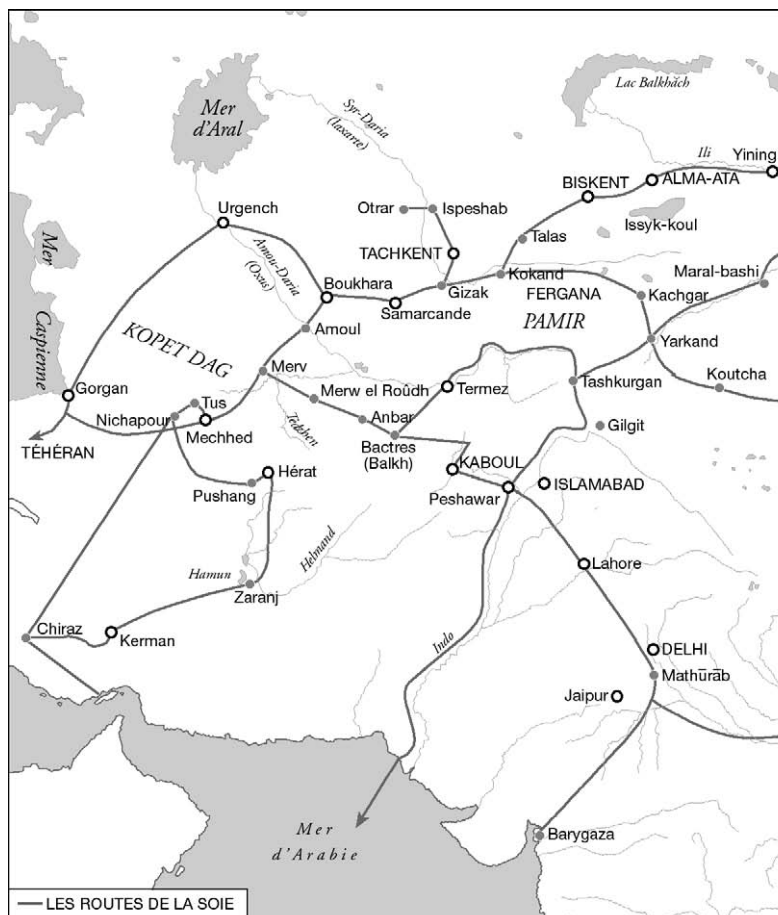 Lac Balkhăch
Mer
d'Aral
Syr-Daria
(Iaxarte)
Ili
Yining
ALMA-ATA
BISKENT
Issyk-koul
Otrar
Ispeshab
Urgench
Talas
TACHKENT
Amou-Daria
(Oxus)
Boukhara
Kokand
Maral-bashi
Gizak
FERGANA
Kachgar
Samarcande
Mer
Caspienne
PAMIR
Amoul
KOPET DAG
Yarkand
Merv
Tashkurgan
Koutcha
Gorgan
Tus
Merw el Roûdh
Termez
Nichapour
Anbar
Tedzhen
Gilgit
Mechhed
TÉHÉRAN
Bactres
(Balkh)
KABOUL
Hérat
ISLAMABAD
Pushang
Peshawar
Helmand
Lahore
Hamun
Zaranj
Chiraz
Kerman
Indo
DELHI
Mathūrāb
Jaipur
Mer
d'Arabie
Barygaza
LES ROUTES DE LA SOIE